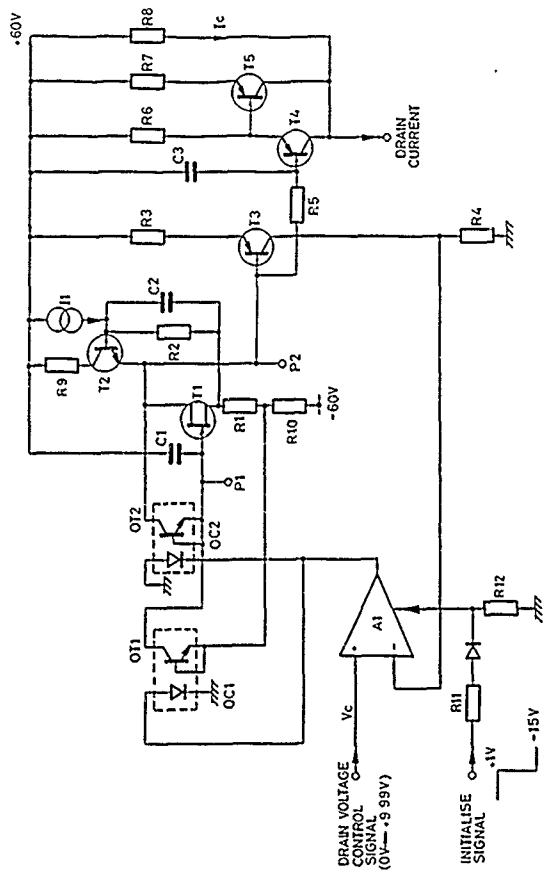 +60V
R8
Ic
R7
T5
R6
T4
C3
DRAIN
CURRENT
R5
R3
T3
R4
I1
C2
R9
T2
R2
P2
T1
R1
R10
-60V
C1
P1
OT2
OC2
OT1
OC1
A1
+
−
Vc
R12
R11
DRAIN VOLTAGE
CONTROL
SIGNAL
(0V—+9 99V)
INITIALISE
SIGNAL
+1V
-15V